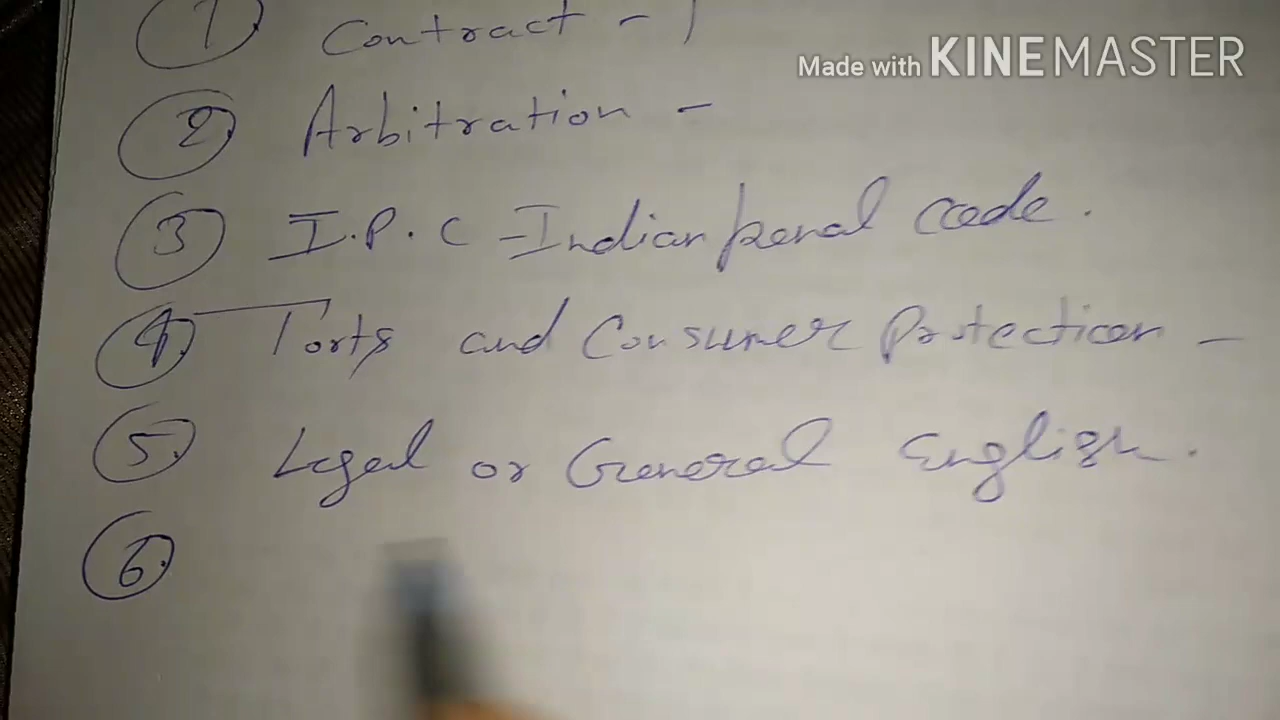 1 Contract - 1
Made with KINEMASTER
2 Arbitration -
3 I.P.C - Indian penal code.
4. Torts and Consumer Protection -
5. Legal or General English.
6.